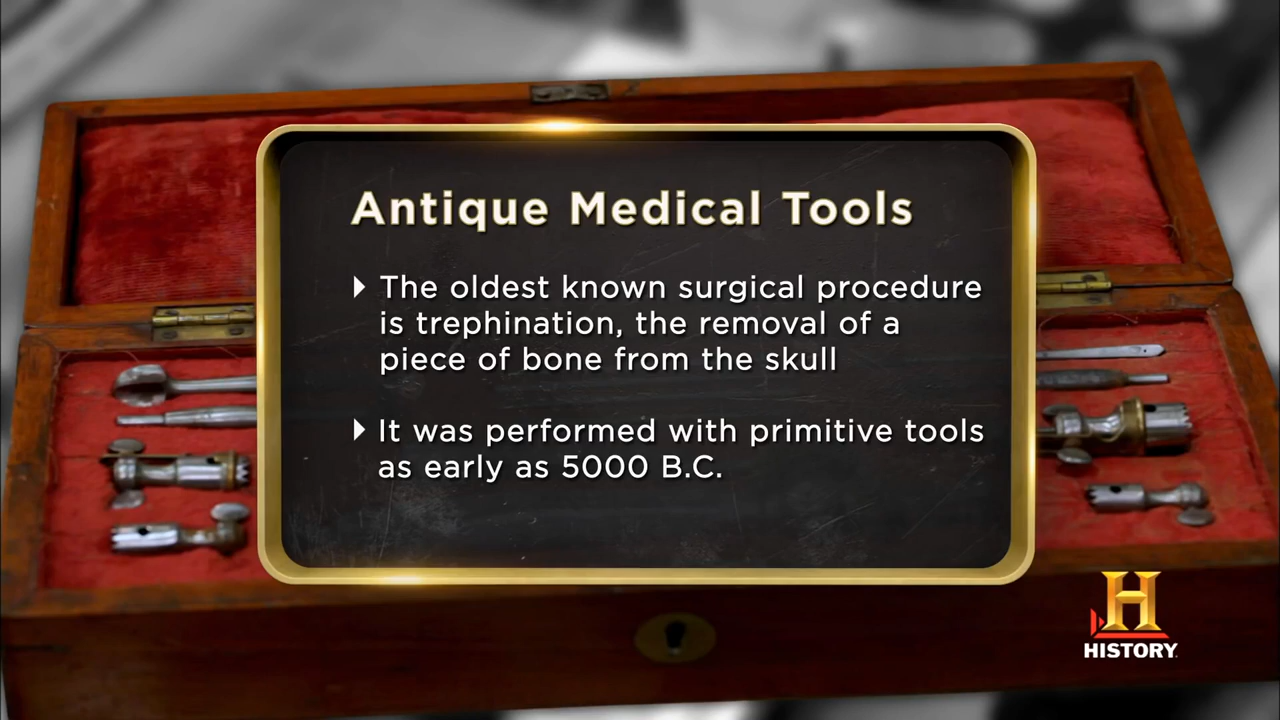 Antique Medical Tools
The oldest known surgical procedure
is trephination, the removal of a
piece of bone from the skull
It was performed with primitive tools
as early as 5000 B.C.
H
HISTORY